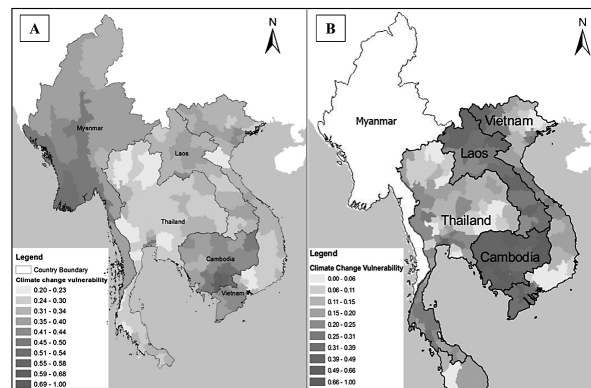 A
N
Myanmar
Laos
Thailand
Cambodia
Vietnam
Legend
Country Boundary
Climate change vulnerability
0.20 - 0.23
0.24 - 0.30
0.31 - 0.34
0.35 - 0.40
0.41 - 0.44
0.45 - 0.50
0.51 - 0.54
0.55 - 0.58
0.59 - 0.68
0.69 - 1.00
B
N
Myanmar
Vietnam
Laos
Thailand
Cambodia
Legend
Climate Change Vulnerability
0.00 - 0.06
0.06 - 0.11
0.11 - 0.15
0.15 - 0.20
0.20 - 0.25
0.25 - 0.31
0.31 - 0.39
0.39 - 0.49
0.49 - 0.66
0.66 - 1.00